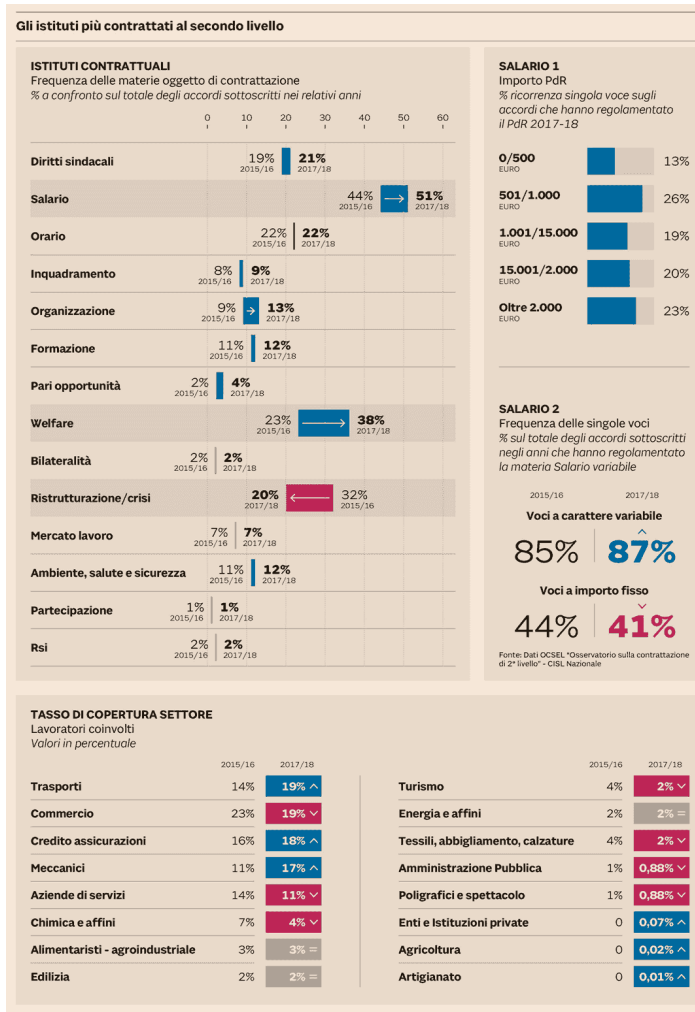 Gli istituti più contrattati al secondo livello
ISTITUTI CONTRATTUALI
Frequenza delle materie oggetto di contrattazione
% a confronto sul totale degli accordi sottoscritti nei relativi anni
0 10 20 30 40 50 60
Diritti sindacali 19% 21%
2015/16 2017/18
Salario 44% 51%
2015/16 2017/18
Orario 22% 22%
2015/16 2017/18
Inquadramento 8% 9%
2015/16 2017/18
Organizzazione 9% 13%
2015/16 2017/18
Formazione 11% 12%
2015/16 2017/18
Pari opportunità 2% 4%
2015/16 2017/18
Welfare 23% 38%
2015/16 2017/18
Bilateralità 2% 2%
2015/16 2017/18
Ristrutturazione/crisi 20% 32%
2017/18 2015/16
Mercato lavoro 7% 7%
2015/16 2017/18
Ambiente, salute e sicurezza 11% 12%
2015/16 2017/18
Partecipazione 1% 1%
2015/16 2017/18
Rsi 2% 2%
2015/16 2017/18
SALARIO 1
Importo PdR
% ricorrenza singola voce sugli
accordi che hanno regolamentato
il PdR 2017-18
0/500 13%
EURO
501/1.000 26%
EURO
1.001/15.000 19%
EURO
15.001/2.000 20%
EURO
Oltre 2.000 23%
EURO
SALARIO 2
Frequenza delle singole voci
% sul totale degli accordi sottoscritti
negli anni che hanno regolamentato
la materia Salario variabile
2015/16 2017/18
Voci a carattere variabile
85% 87%
Voci a importo fisso
44% 41%
Fonte: Dati OCSEL "Osservatorio sulla contrattazione
di 2° livello" - CISL Nazionale
TASSO DI COPERTURA SETTORE
Lavoratori coinvolti
Valori in percentuale
2015/16 2017/18
Trasporti 14% 19%
Commercio 23% 19%
Credito assicurazioni 16% 18%
Meccanici 11% 17%
Aziende di servizi 14% 11%
Chimica e affini 7% 4%
Alimentaristi - agroindustriale 3% 3% =
Edilizia 2% 2% =
2015/16 2017/18
Turismo 4% 2%
Energia e affini 2% 2% =
Tessili, abbigliamento, calzature 4% 2%
Amministrazione Pubblica 1% 0,88%
Poligrafici e spettacolo 1% 0,88%
Enti e Istituzioni private 0 0,07%
Agricoltura 0 0,02%
Artigianato 0 0,01%